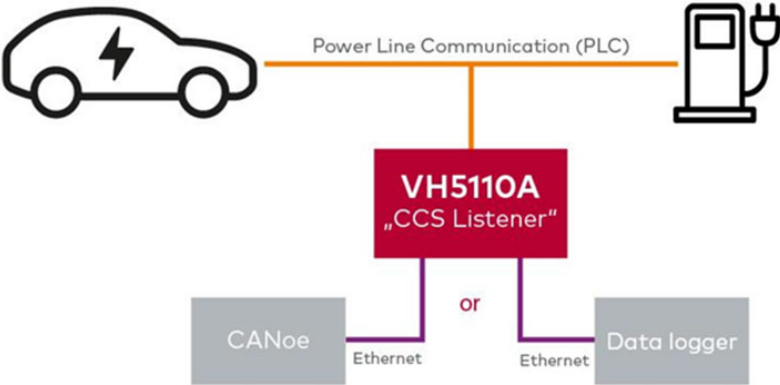 Power Line Communication (PLC)
VH5110A
„CCS Listener“
or
CANoe
Data logger
Ethernet
Ethernet